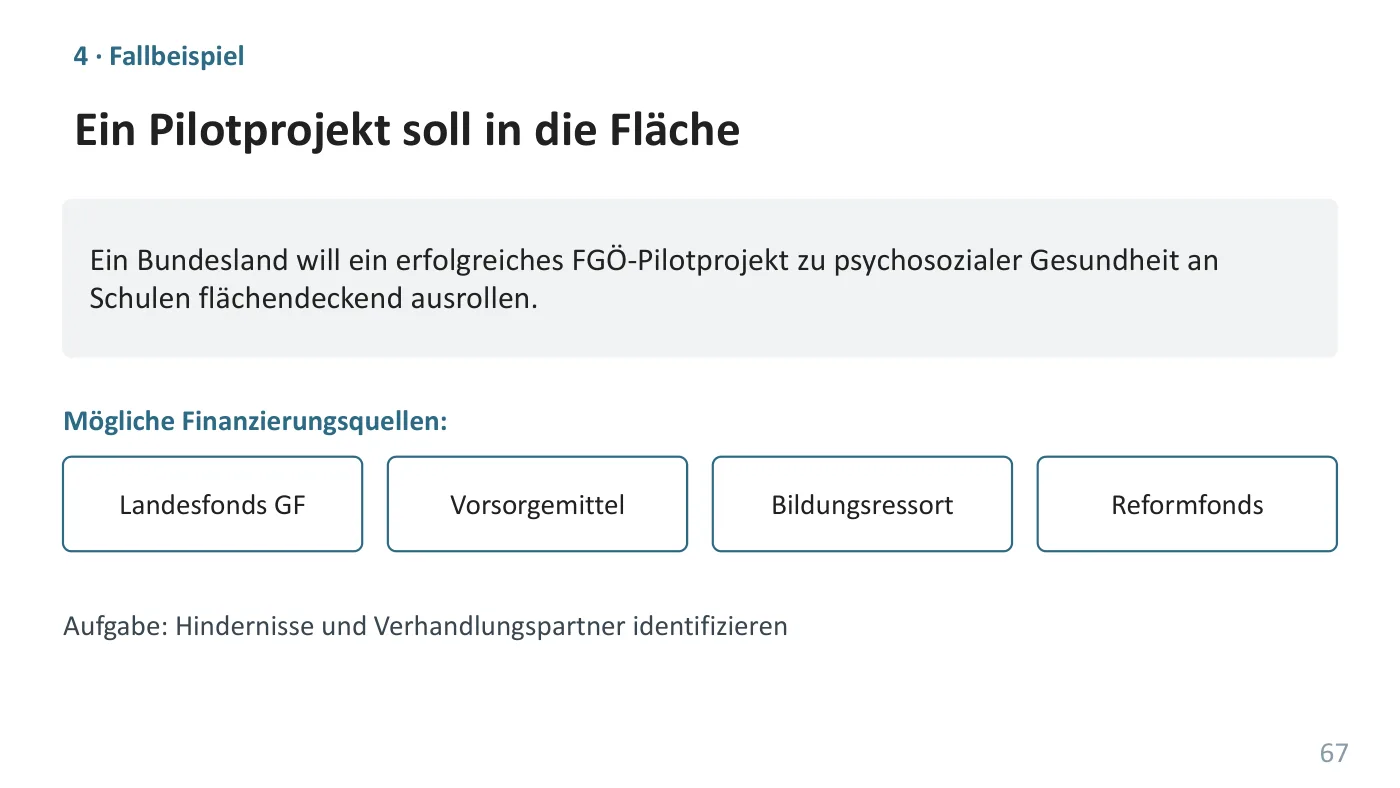 4 · Fallbeispiel
Ein Pilotprojekt soll in die Fläche
Ein Bundesland will ein erfolgreiches FGÖ-Pilotprojekt zu psychosozialer Gesundheit an
Schulen flächendeckend ausrollen.
Mögliche Finanzierungsquellen:
Landesfonds GF
Vorsorgemittel
Bildungsressort
Reformfonds
Aufgabe: Hindernisse und Verhandlungspartner identifizieren
67